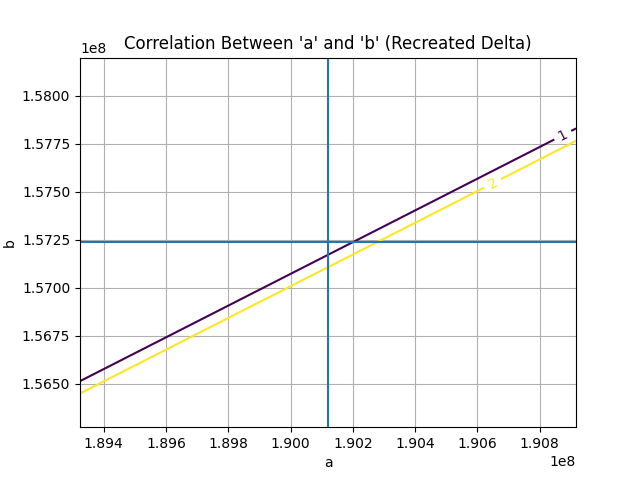 Correlation Between 'a' and 'b' (Recreated Delta)
1e8
1.5800
1.5775
1.5750
1.5725
1.5700
1.5675
1.5650
b
1
2
1.894 1.896 1.898 1.900 1.902 1.904 1.906 1.908
a
1e8